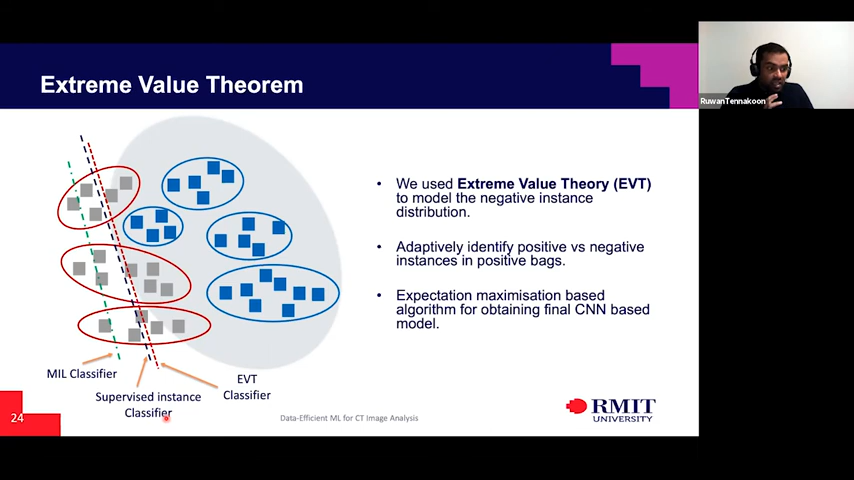 Extreme Value Theorem
RuwanTennakoon
• We used Extreme Value Theory (EVT)
to model the negative instance
distribution.
• Adaptively identify positive vs negative
instances in positive bags.
• Expectation maximisation based
algorithm for obtaining final CNN based
model.
MIL Classifier
Supervised instance
Classifier
EVT
Classifier
24
Data-Efficient ML for CT Image Analysis
RMIT
UNIVERSITY